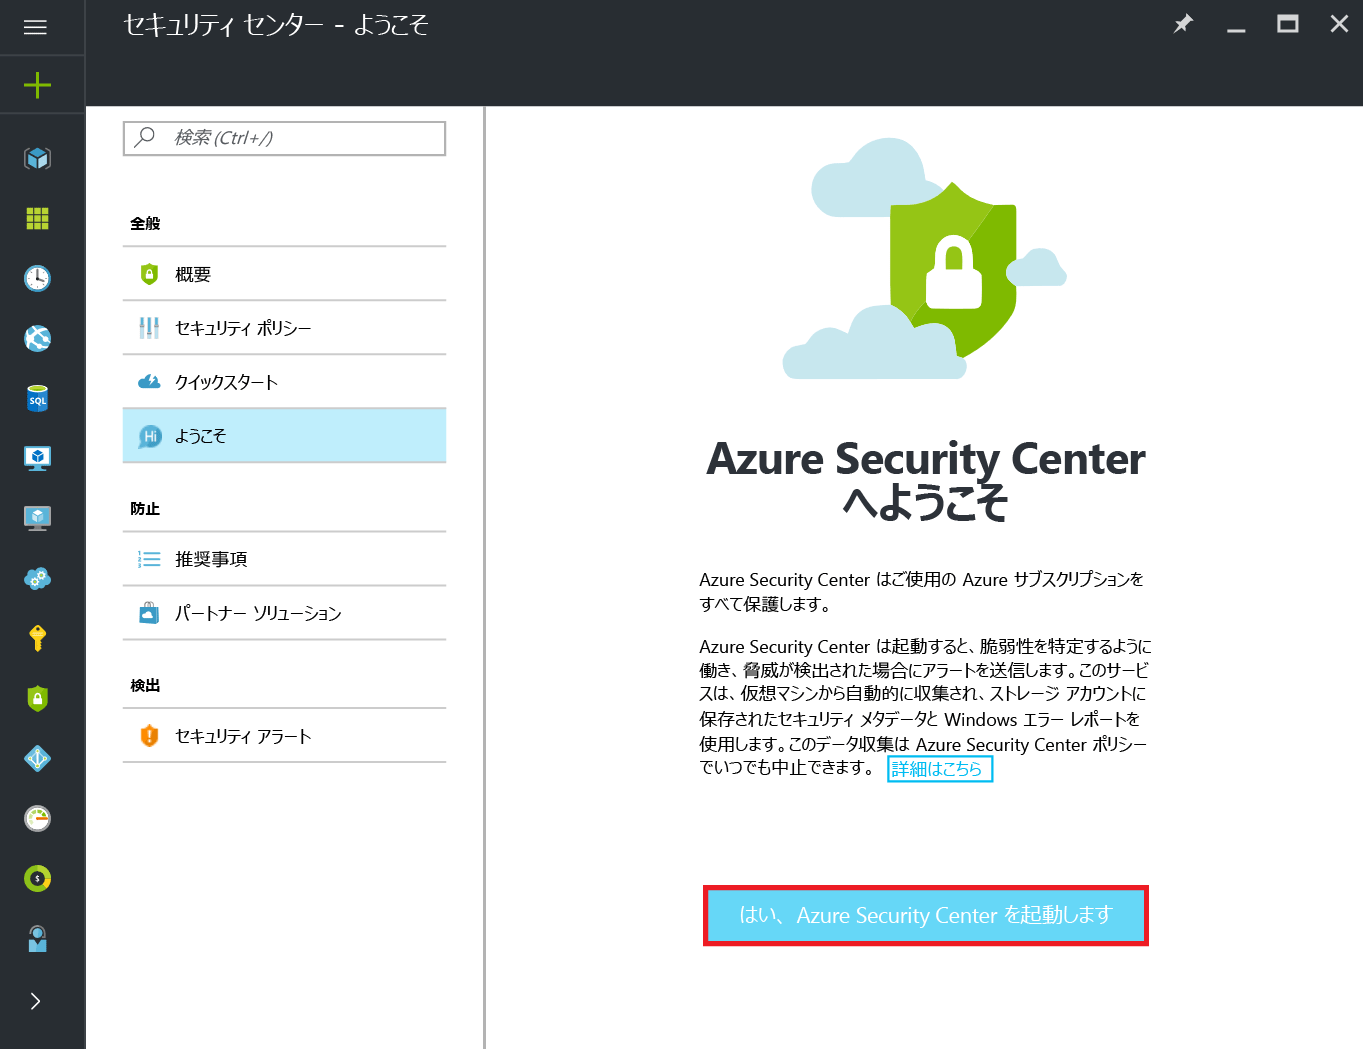 セキュリティ センター - ようこそ
検索 (Ctrl+/)
全般
概要
セキュリティ ポリシー
クイックスタート
Hi
ようこそ
防止
推奨事項
パートナー ソリューション
検出
セキュリティ アラート
SQL
$
Azure Security Center
へようこそ
Azure Security Center はご使用の Azure サブスクリプションを
すべて保護します。
Azure Security Center は起動すると、脆弱性を特定するように
働き、脅威が検出された場合にアラートを送信します。このサービ
スは、仮想マシンから自動的に収集され、ストレージ アカウントに
保存されたセキュリティ メタデータと Windows エラー レポートを
使用します。このデータ収集は Azure Security Center ポリシー
でいつでも中止できます。 詳細はこちら
はい、Azure Security Center を起動します